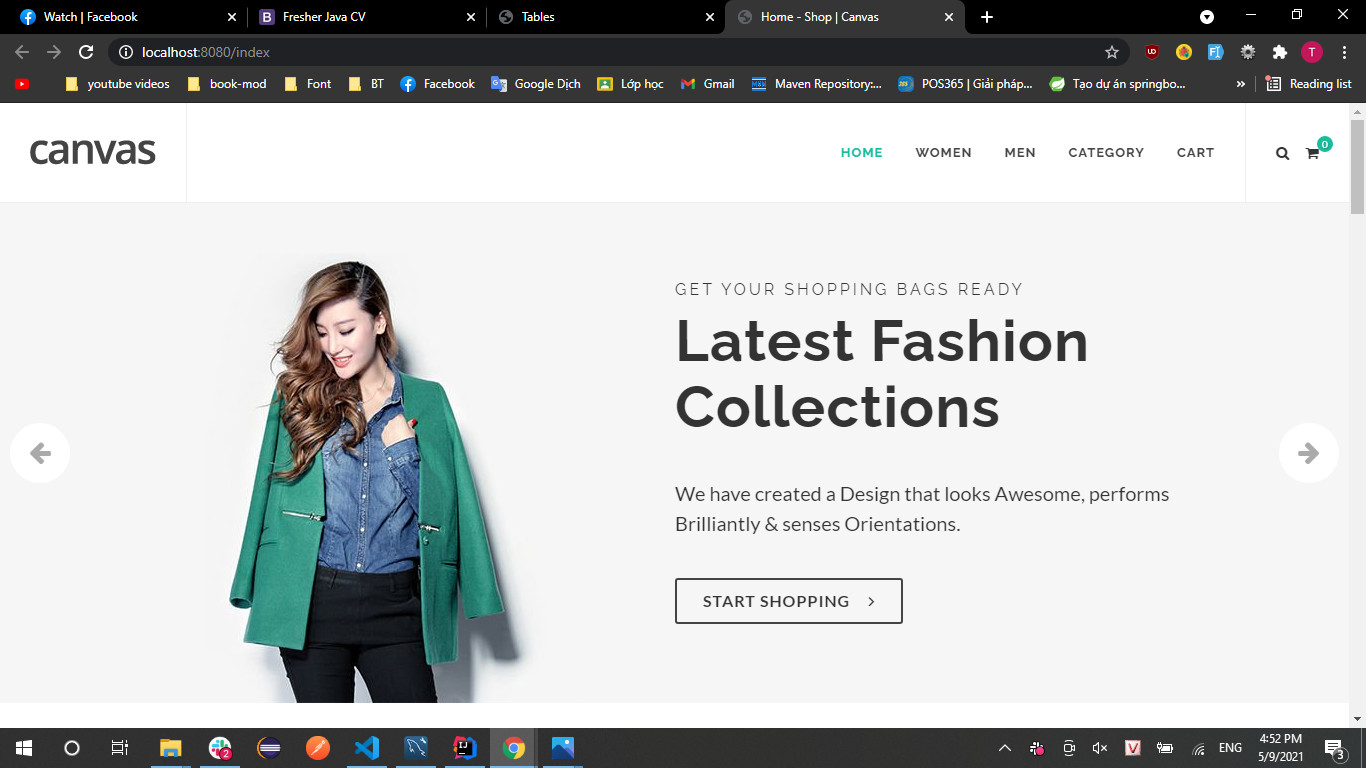 Watch | Facebook
Fresher Java CV
Tables
Home - Shop | Canvas
localhost:8080/index
T
youtube videos
book-mod
Font
BT
Facebook
Google Dịch
Lớp học
Gmail
Maven Repository:...
POS365 | Giải pháp...
Tạo dự án springbo...
»
Reading list
canvas
HOME
WOMEN
MEN
CATEGORY
CART
0
GET YOUR SHOPPING BAGS READY
Latest Fashion
Collections
We have created a Design that looks Awesome, performs
Brilliantly & senses Orientations.
START SHOPPING
2
IJ
V
ENG
4:52 PM
5/9/2021
3